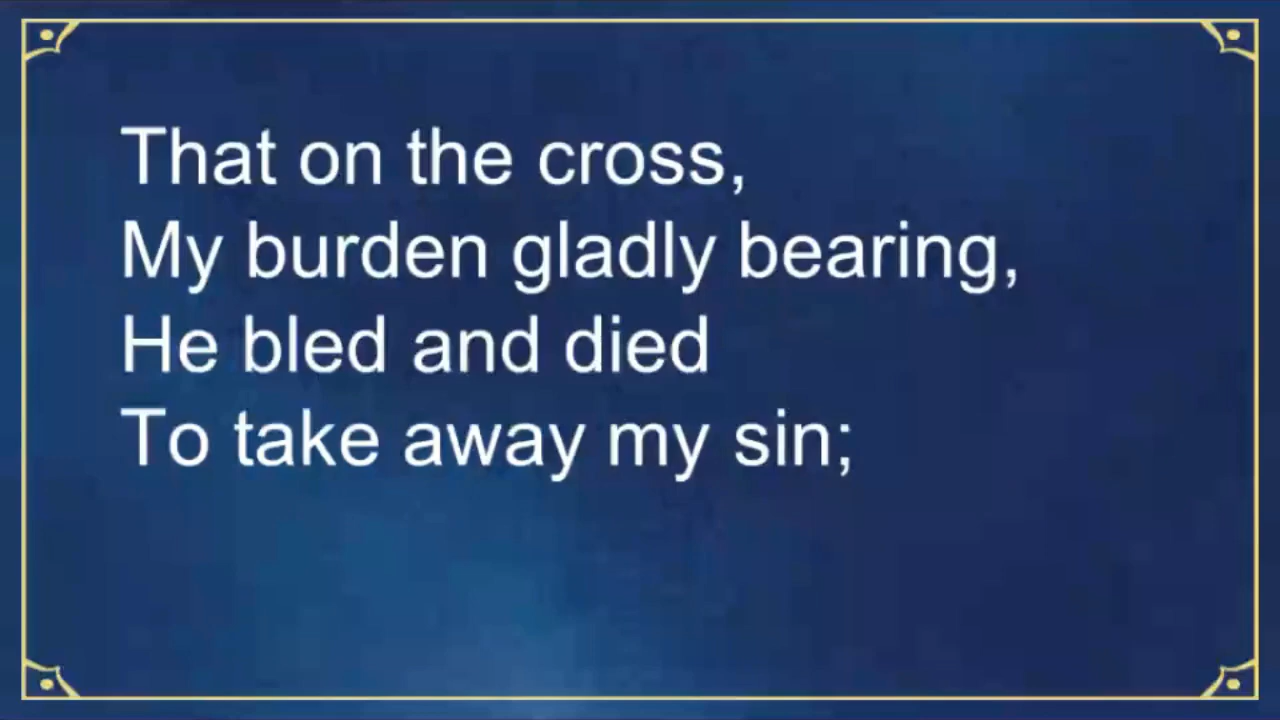 That on the cross,
My burden gladly bearing,
He bled and died
To take away my sin;